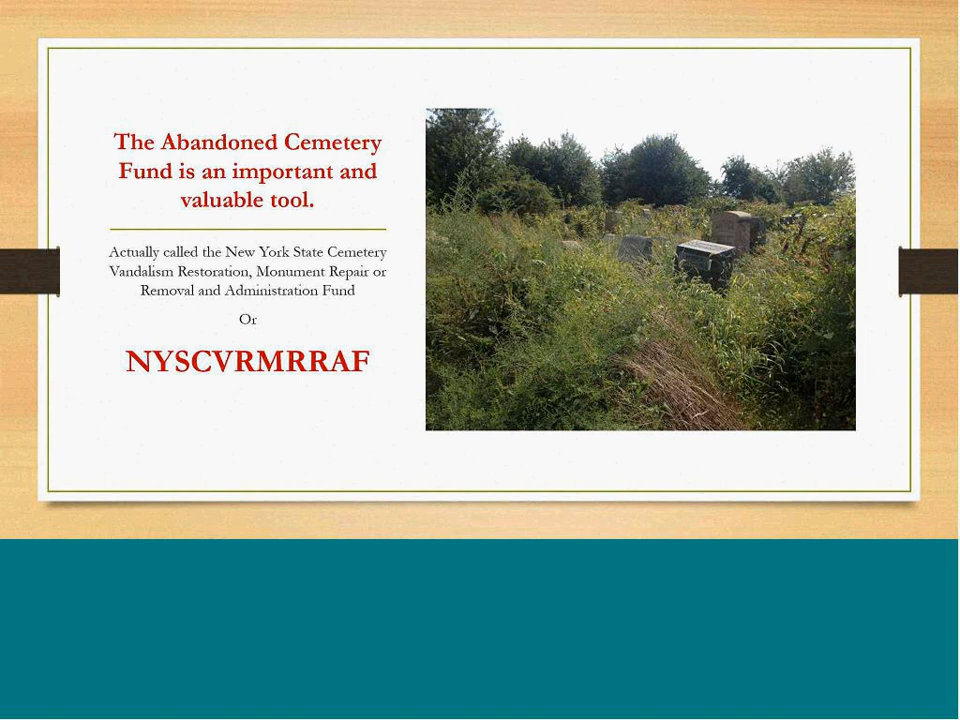 The Abandoned Cemetery
Fund is an important and
valuable tool.
Actually called the New York State Cemetery
Vandalism Restoration, Monument Repair or
Removal and Administration Fund
Or
NYSCVRMRRAF